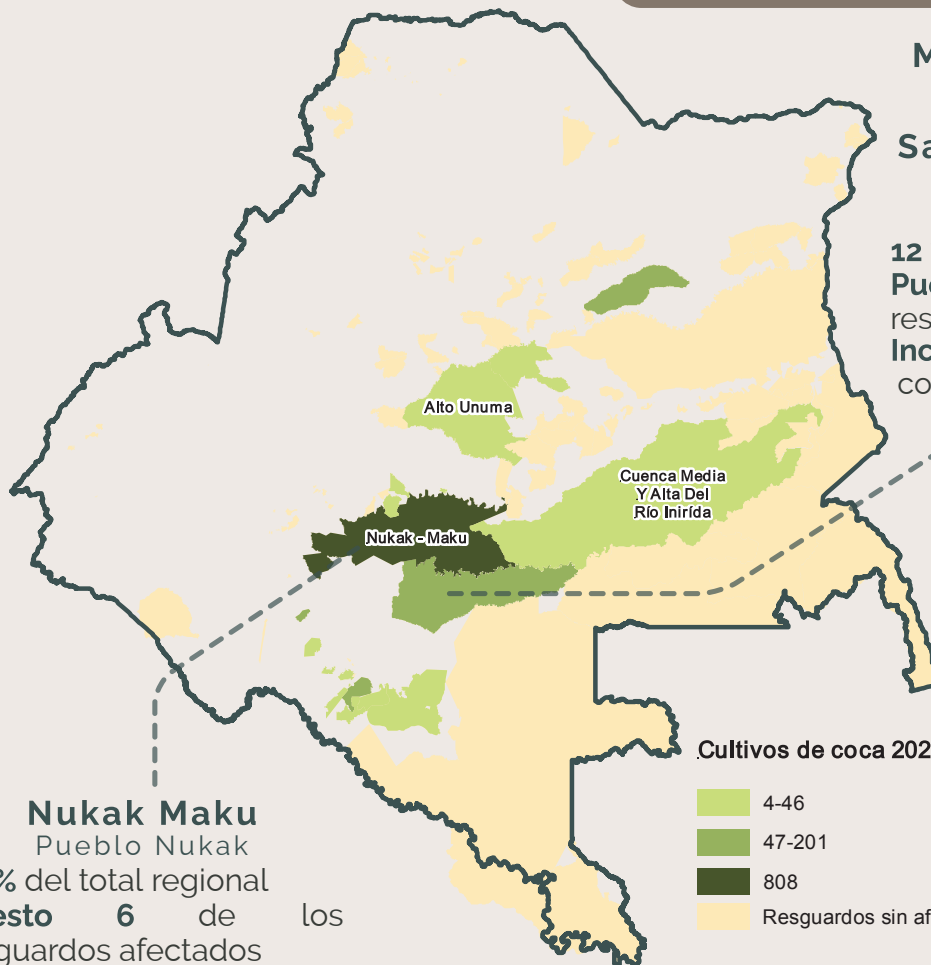 M
Sa
12
Pue
res
Inc
co
Alto Unuma
Cuenca Media
Y Alta Del
Río Inírida
Nukak - Maku
Nukak Maku
Pueblo Nukak
% del total regional
esto 6 de los
guardos afectados
Cultivos de coca 202
4-46
47-201
808
Resguardos sin af